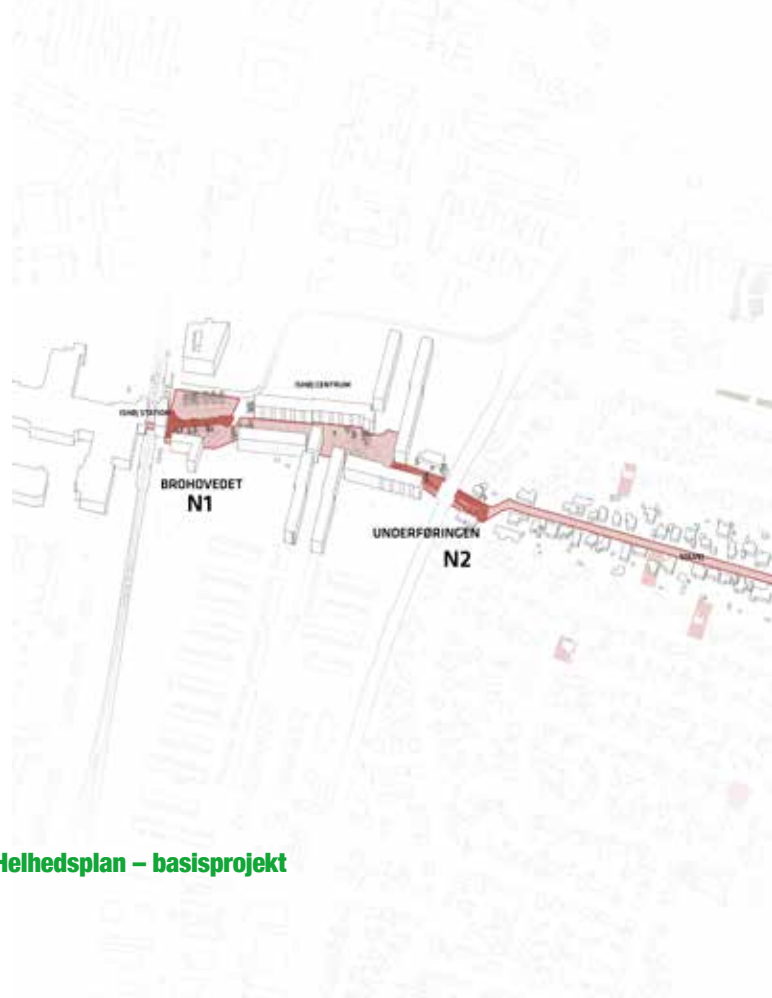 ISHØJ CENTRUM
ISHØJ STATION
BROHOVEDET
N1
UNDERFØRINGEN
N2
Helhedsplan – basisprojekt